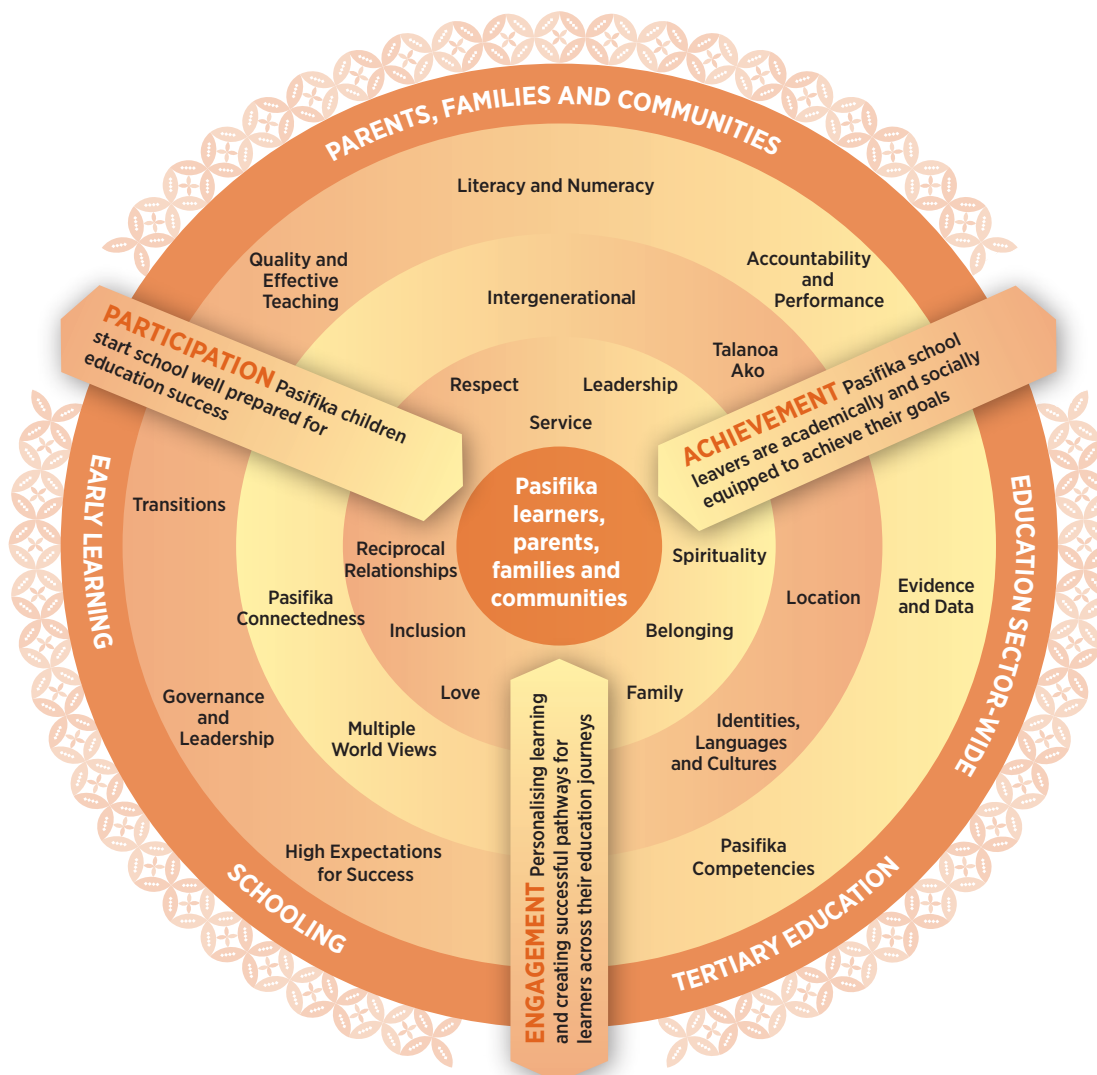 PARENTS, FAMILIES AND COMMUNITIES
Literacy and Numeracy
Quality and
Effective
Teaching
Accountability
and
Performance
Intergenerational
Talanoa
Ako
PARTICIPATION Pasifika children
start school well prepared for
education success
ACHIEVEMENT Pasifika school
leavers are academically and socially
equipped to achieve their goals
Respect
Leadership
Service
Pasifika
learners,
parents,
families and
communities
EARLY LEARNING
Transitions
Reciprocal
Relationships
Spirituality
EDUCATION SECTOR-WIDE
Pasifika
Connectedness
Location
Evidence
and Data
Inclusion
Belonging
Love
Family
Governance
and
Leadership
Multiple
World Views
Identities,
Languages
and Cultures
High Expectations
for Success
Pasifika
Competencies
ENGAGEMENT Personalising learning
and creating successful pathways for
learners across their education journeys
SCHOOLING
TERTIARY EDUCATION